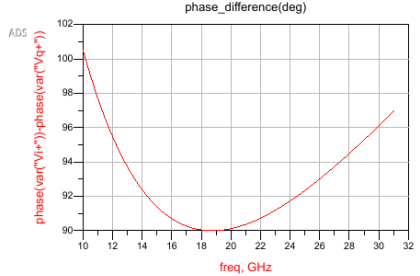 phase_difference(deg)
ADS
phase(var("Vi+"))-phase(var("Vq+"))
102
100
98
96
94
92
90
10 12 14 16 18 20 22 24 26 28 30 32
freq, GHz